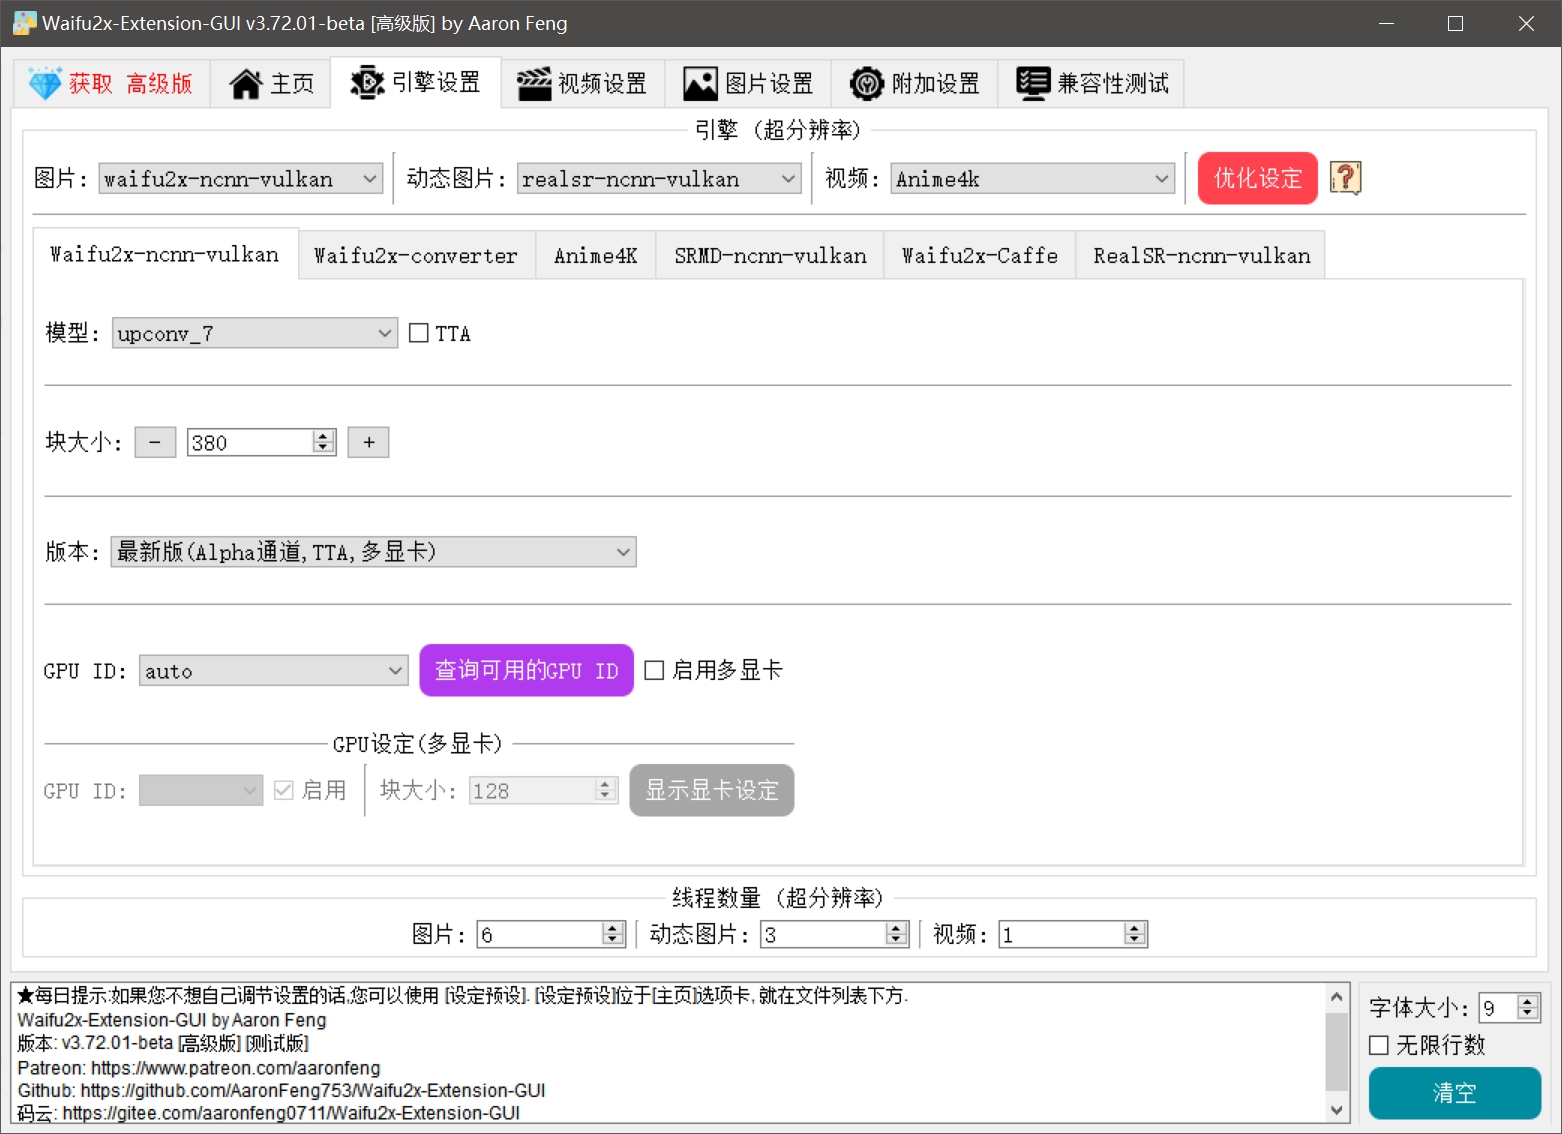 Waifu2x-Extension-GUI v3.72.01-beta [高级版] by Aaron Feng
获取 高级版 主页 引擎设置 视频设置 图片设置 附加设置 兼容性测试
引擎 (超分辨率)
图片: waifu2x-ncnn-vulkan 动态图片: realsr-ncnn-vulkan 视频: Anime4k 优化设定
Waifu2x-ncnn-vulkan Waifu2x-converter Anime4K SRMD-ncnn-vulkan Waifu2x-Caffe RealSR-ncnn-vulkan
模型: upconv_7 TTA
块大小: - 380 +
版本: 最新版(Alpha通道,TTA,多显卡)
GPU ID: auto 查询可用的GPU ID 启用多显卡
GPU设定(多显卡)
GPU ID: 启用 块大小: 128 显示显卡设定
线程数量 (超分辨率)
图片: 6 动态图片: 3 视频: 1
★每日提示:如果您不想自己调节设置的话,您可以使用 [设定预设]. [设定预设]位于[主页]选项卡, 就在文件列表下方.
Waifu2x-Extension-GUI by Aaron Feng
版本: v3.72.01-beta [高级版] [测试版]
Patreon: https://www.patreon.com/aaronfeng
Github: https://github.com/AaronFeng753/Waifu2x-Extension-GUI
码云: https://gitee.com/aaronfeng0711/Waifu2x-Extension-GUI
字体大小: 9
无限行数
清空